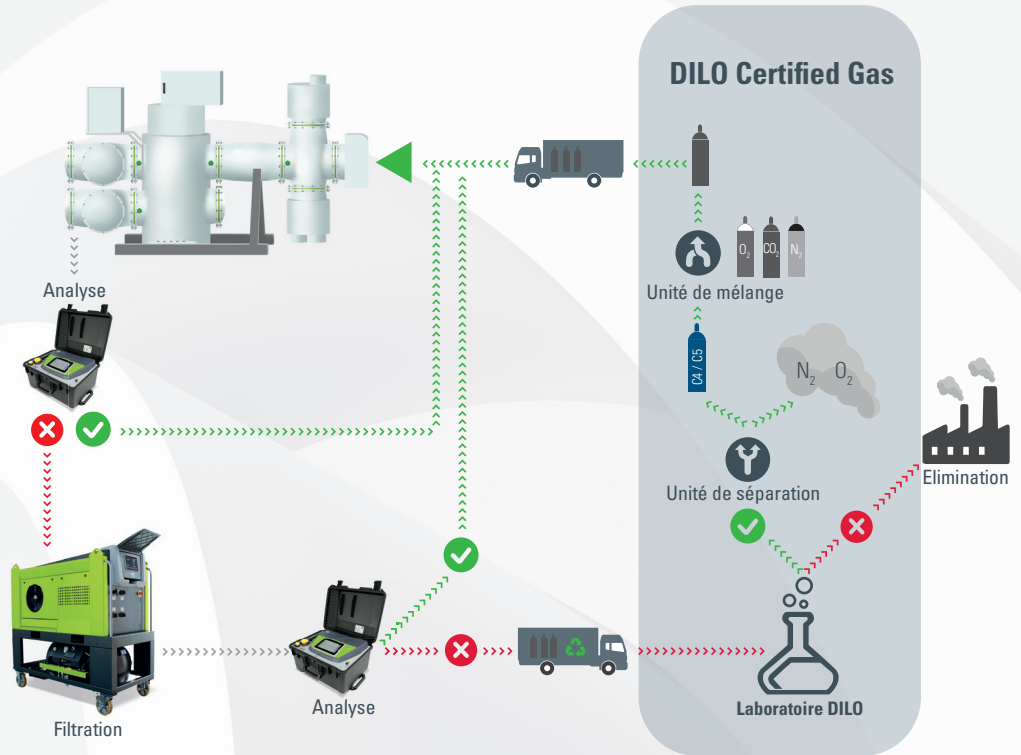 DILO Certified Gas
Analyse
O2
CO2
N2
Unité de mélange
C4 / C5
N2 O2
Unité de séparation
Elimination
Laboratoire DILO
Analyse
Filtration